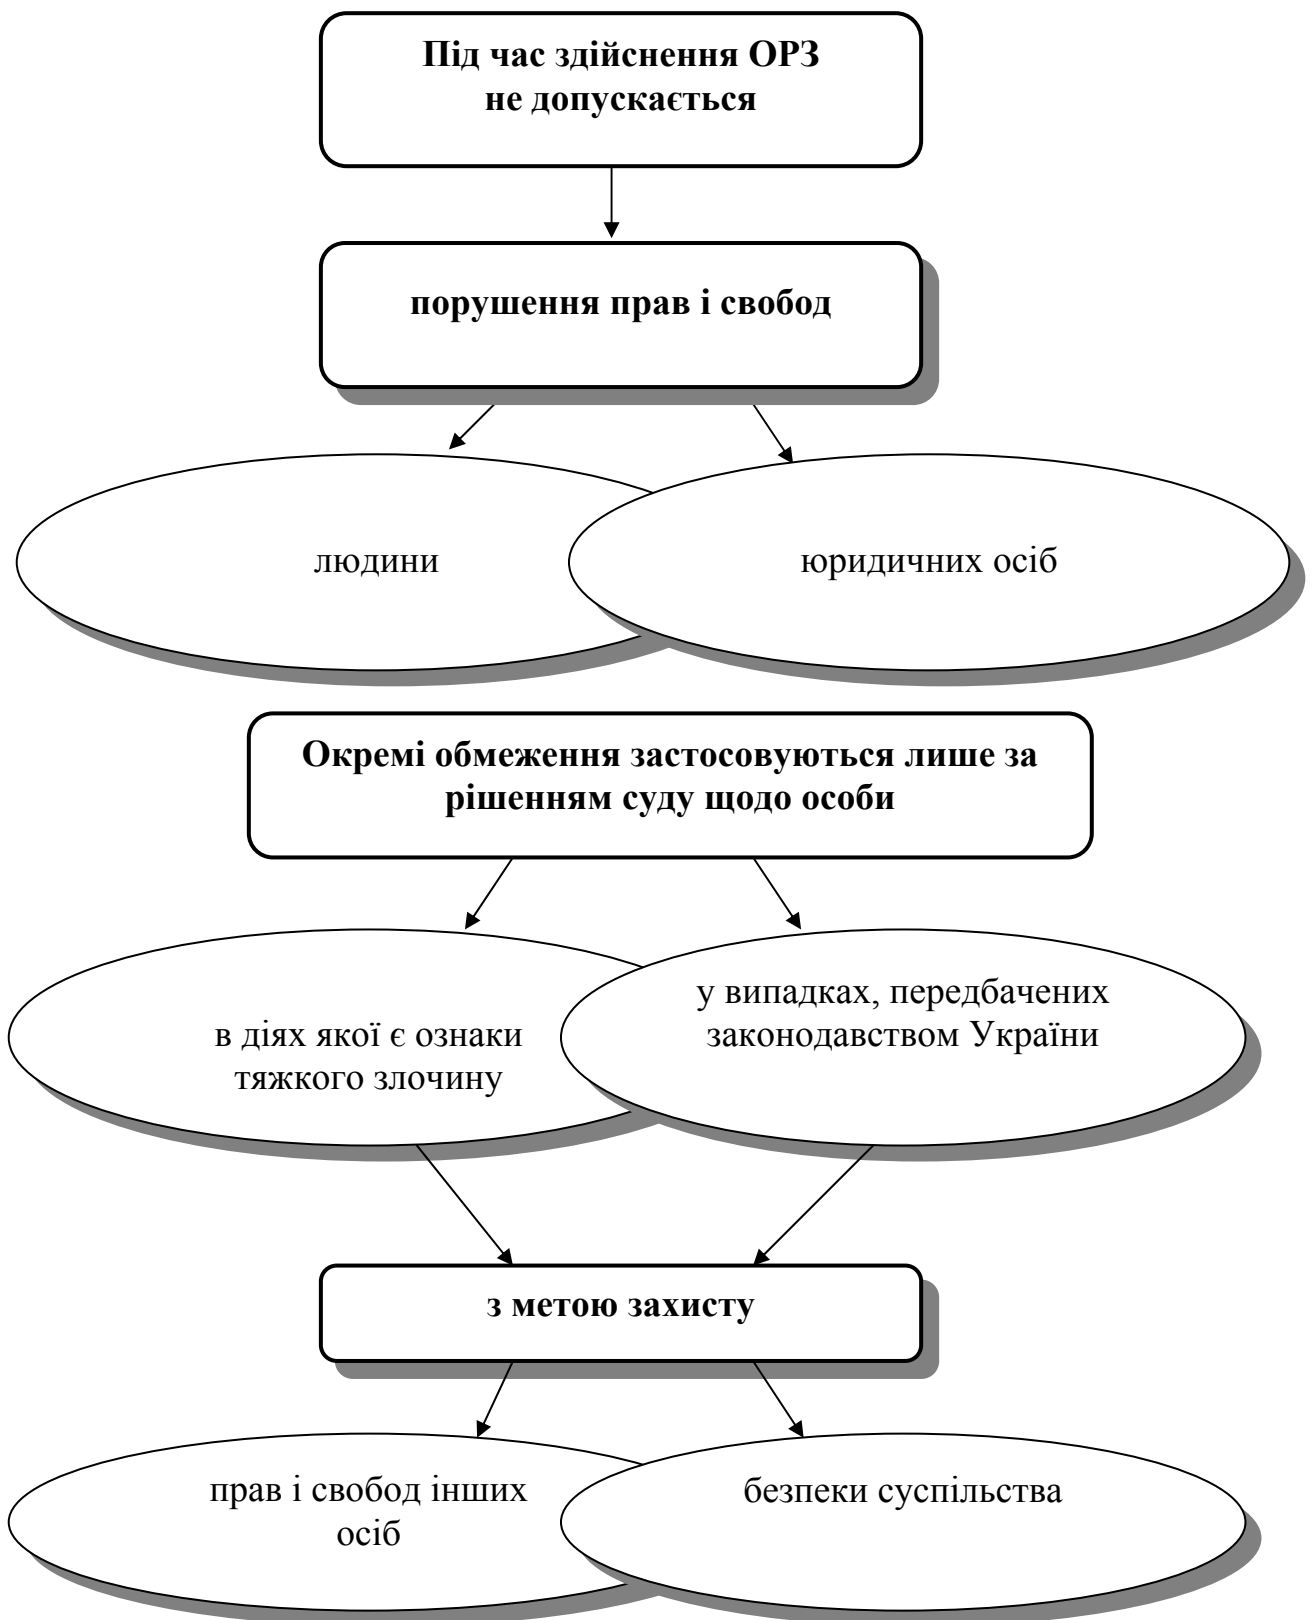 Під час здійснення ОРЗ
не допускається
порушення прав і свобод
людини
юридичних осіб
Окремі обмеження застосовуються лише за
рішенням суду щодо особи
в діях якої є ознаки
тяжкого злочину
у випадках, передбачених
законодавством України
з метою захисту
прав і свобод інших
осіб
безпеки суспільства